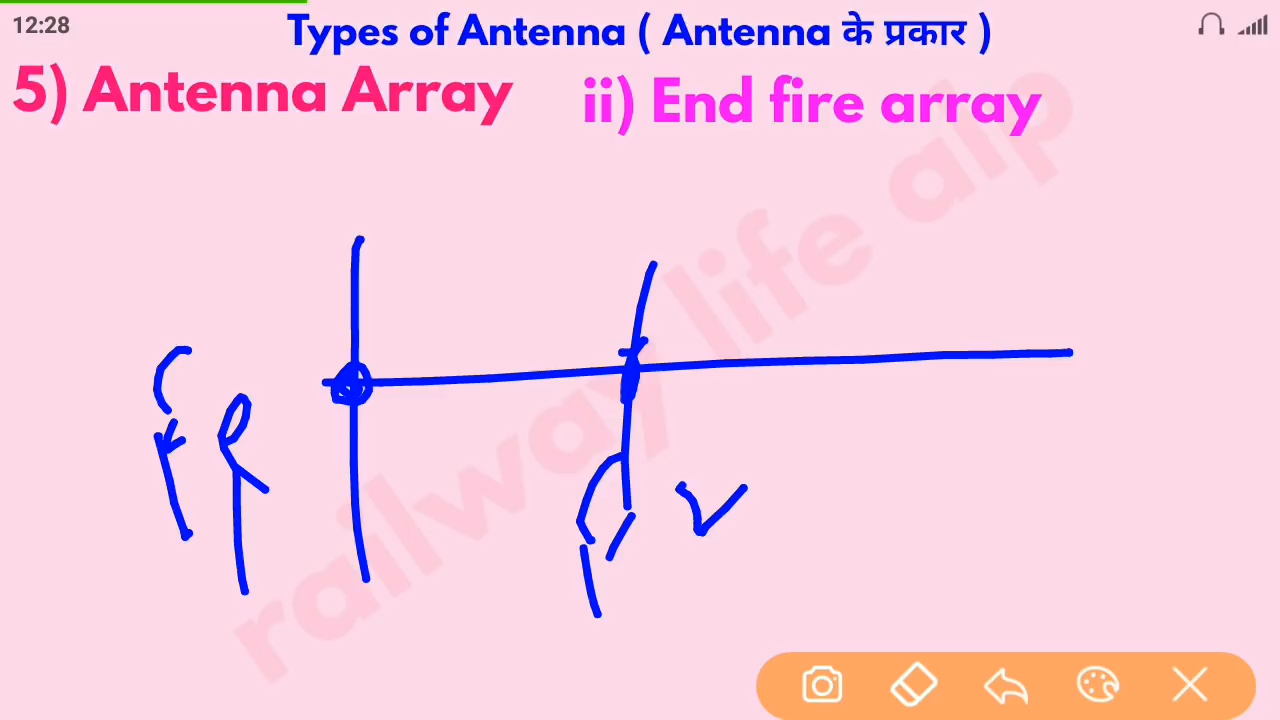 12:28
Types of Antenna ( Antenna के प्रकार )
5) Antenna Array
ii) End fire array
railway life alp